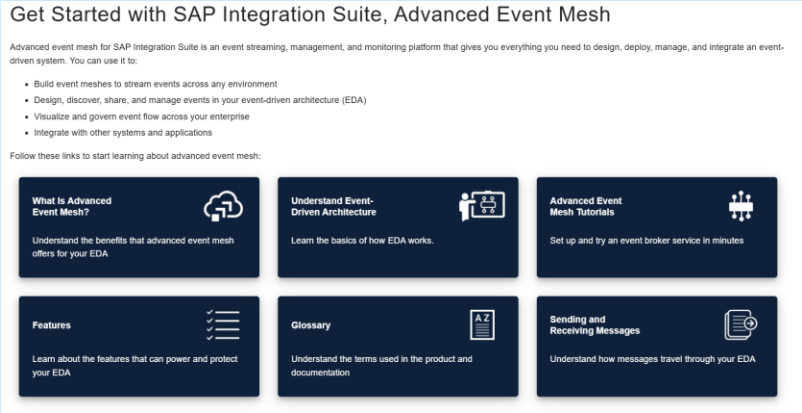 Get Started with SAP Integration Suite, Advanced Event Mesh
Advanced event mesh for SAP Integration Suite is an event streaming, management, and monitoring platform that gives you everything you need to design, deploy, manage, and integrate an event-
driven system. You can use it to:
• Build event meshes to stream events across any environment
• Design, discover, share, and manage events in your event-driven architecture (EDA)
• Visualize and govern event flow across your enterprise
• Integrate with other systems and applications
Follow these links to start learning about advanced event mesh:
What Is Advanced
Event Mesh?
Understand the benefits that advanced event mesh
offers for your EDA
Understand Event-
Driven Architecture
Learn the basics of how EDA works.
Advanced Event
Mesh Tutorials
Set up and try an event broker service in minutes
Features
Learn about the features that can power and protect
your EDA
Glossary
A Z
Understand the terms used in the product and
documentation
Sending and
Receiving Messages
Understand how messages travel through your EDA